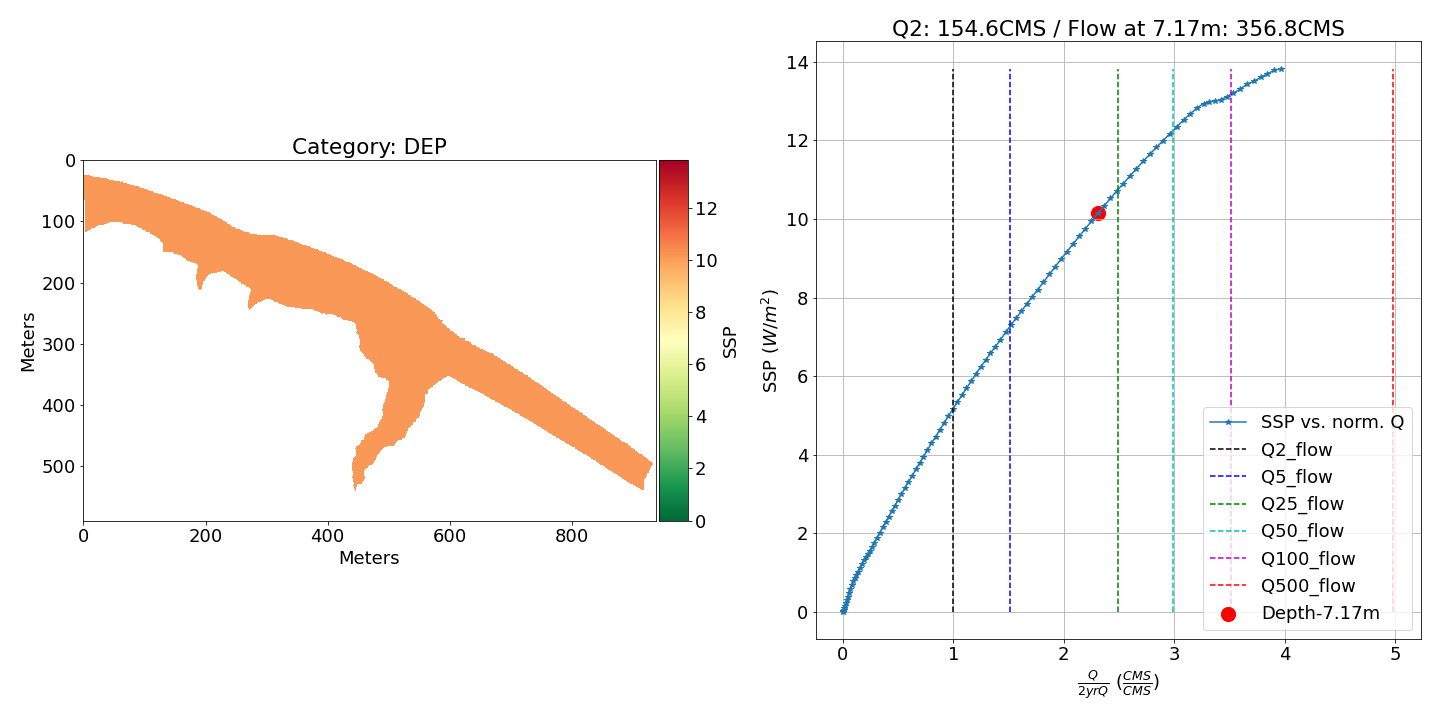 Category: DEP
0
100
200
300
400
500
Meters
0
200
400
600
800
Meters
12
10
8
6
4
2
0
SSP
Q2: 154.6CMS / Flow at 7.17m: 356.8CMS
14
12
10
8
6
4
2
0
SSP (W/m²)
0
1
2
3
4
5
Q/2yrQ (CMS/CMS)
SSP vs. norm. Q
Q2_flow
Q5_flow
Q25_flow
Q50_flow
Q100_flow
Q500_flow
Depth-7.17m